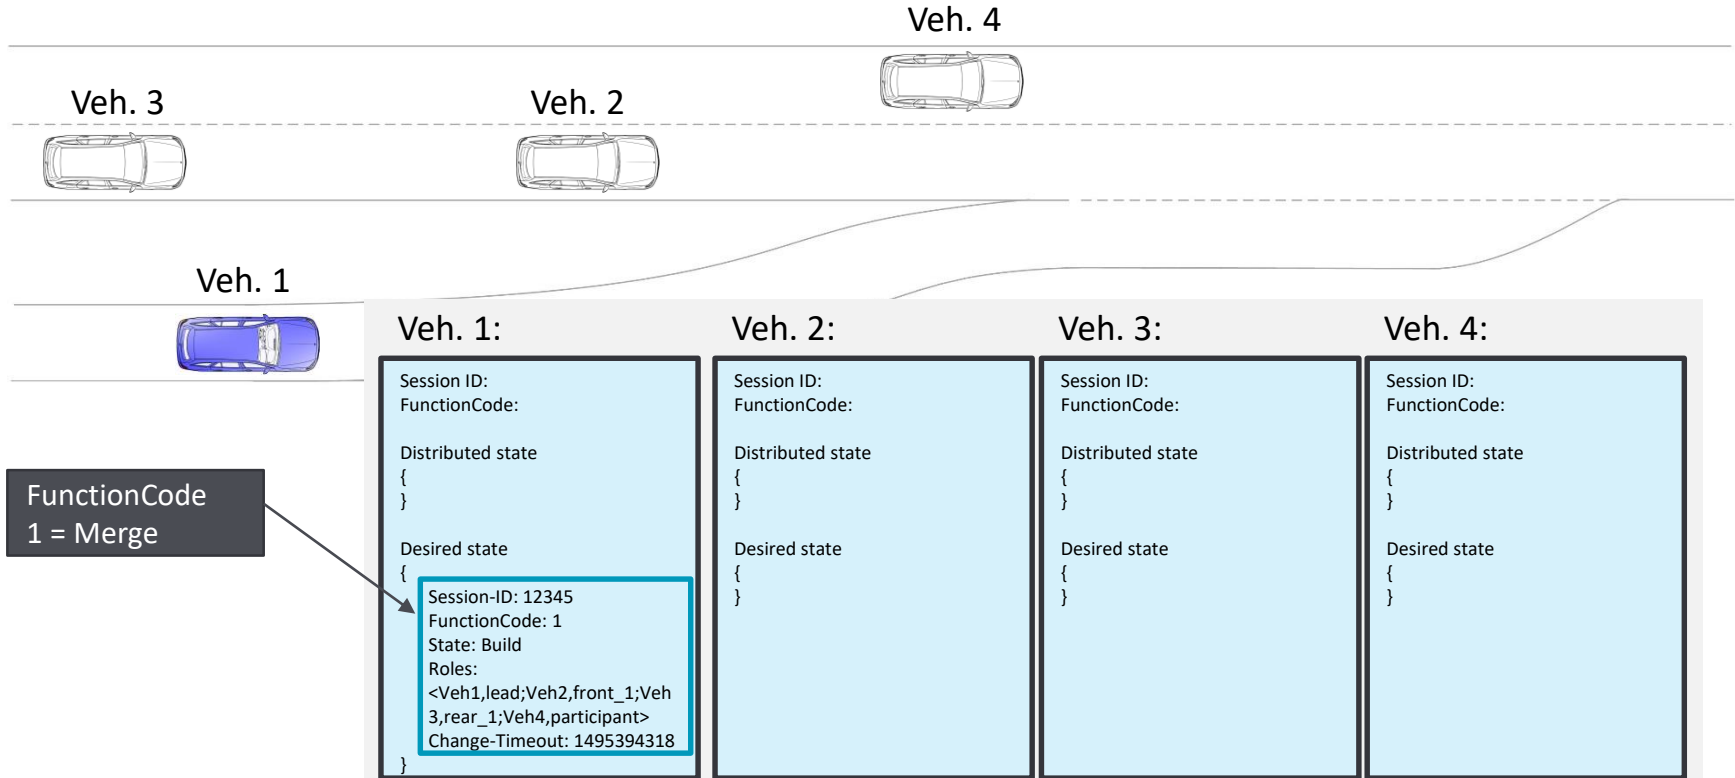 Veh. 4
Veh. 3
Veh. 2
Veh. 1
Veh. 1:
Session ID:
FunctionCode:
Distributed state
{
}
Desired state
{
Session-ID: 12345
FunctionCode: 1
State: Build
Roles:
<Veh1,lead;Veh2,front_1;Veh
3,rear_1;Veh4,participant>
Change-Timeout: 1495394318
}
Veh. 2:
Session ID:
FunctionCode:
Distributed state
{
}
Desired state
{
}
Veh. 3:
Session ID:
FunctionCode:
Distributed state
{
}
Desired state
{
}
Veh. 4:
Session ID:
FunctionCode:
Distributed state
{
}
Desired state
{
}
FunctionCode
1 = Merge